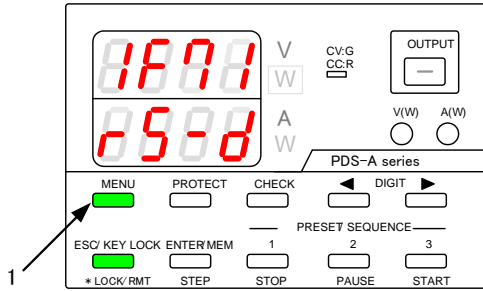 1F71
V
W
CV:G
CC:R
OUTPUT
rS-d
A
W
V(W) A(W)
PDS-A series
MENU PROTECT CHECK ◀ DIGIT ▶
PRESET/ SEQUENCE
ESC/ KEY LOCK ENTER/MEM 1 2 3
* LOCK/ RMT STEP STOP PAUSE START
1